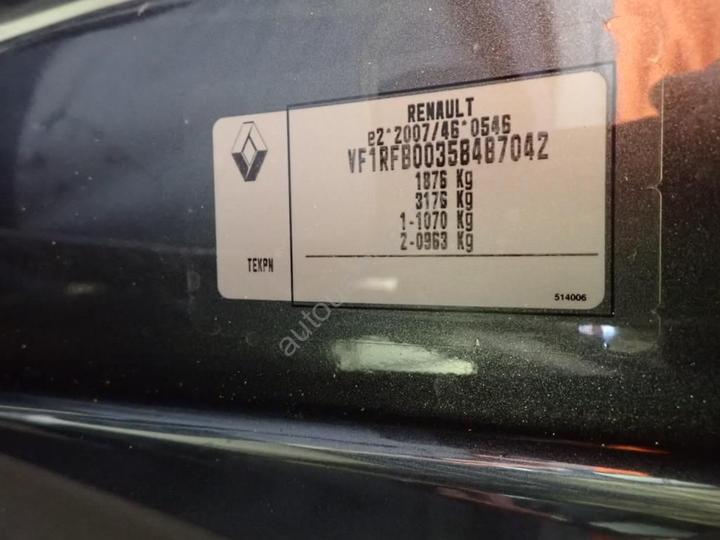 RENAULT
e2*2007/46*0546
VF1RFB00358487042
1876 Kg
3176 Kg
1-1070 Kg
2-0963 Kg
TEKPN
514006